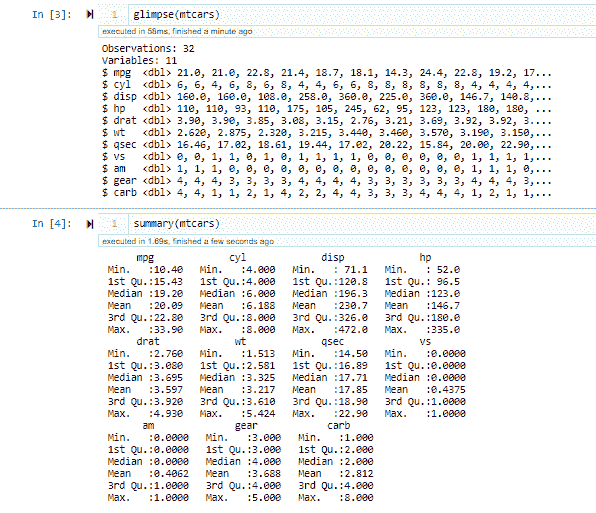 In [3]:
1 glimpse(mtcars)
executed in 58ms, finished a minute ago
Observations: 32
Variables: 11
$ mpg  <dbl> 21.0, 21.0, 22.8, 21.4, 18.7, 18.1, 14.3, 24.4, 22.8, 19.2, 17...
$ cyl  <dbl> 6, 6, 4, 6, 8, 6, 8, 4, 4, 6, 6, 8, 8, 8, 8, 8, 8, 4, 4, 4, 4,...
$ disp <dbl> 160.0, 160.0, 108.0, 258.0, 360.0, 225.0, 360.0, 146.7, 140.8,...
$ hp   <dbl> 110, 110, 93, 110, 175, 105, 245, 62, 95, 123, 123, 180, 180, ...
$ drat <dbl> 3.90, 3.90, 3.85, 3.08, 3.15, 2.76, 3.21, 3.69, 3.92, 3.92, 3....
$ wt   <dbl> 2.620, 2.875, 2.320, 3.215, 3.440, 3.460, 3.570, 3.190, 3.150,...
$ qsec <dbl> 16.46, 17.02, 18.61, 19.44, 17.02, 20.22, 15.84, 20.00, 22.90,...
$ vs   <dbl> 0, 0, 1, 1, 0, 1, 0, 1, 1, 1, 1, 0, 0, 0, 0, 0, 0, 1, 1, 1, 1,...
$ am   <dbl> 1, 1, 1, 0, 0, 0, 0, 0, 0, 0, 0, 0, 0, 0, 0, 0, 0, 1, 1, 1, 0,...
$ gear <dbl> 4, 4, 4, 3, 3, 3, 3, 4, 4, 4, 4, 3, 3, 3, 3, 3, 3, 4, 4, 4, 3,...
$ carb <dbl> 4, 4, 1, 1, 2, 1, 4, 2, 2, 4, 4, 3, 3, 3, 4, 4, 4, 1, 2, 1, 1,...
In [4]:
1 summary(mtcars)
executed in 1.69s, finished a few seconds ago
mpg cyl disp hp
Min.   :10.40 Min.   :4.000 Min.   : 71.1 Min.   : 52.0
1st Qu.:15.43 1st Qu.:4.000 1st Qu.:120.8 1st Qu.: 96.5
Median :19.20 Median :6.000 Median :196.3 Median :123.0
Mean   :20.09 Mean   :6.188 Mean   :230.7 Mean   :146.7
3rd Qu.:22.80 3rd Qu.:8.000 3rd Qu.:326.0 3rd Qu.:180.0
Max.   :33.90 Max.   :8.000 Max.   :472.0 Max.   :335.0
drat wt qsec vs
Min.   :2.760 Min.   :1.513 Min.   :14.50 Min.   :0.0000
1st Qu.:3.080 1st Qu.:2.581 1st Qu.:16.89 1st Qu.:0.0000
Median :3.695 Median :3.325 Median :17.71 Median :0.0000
Mean   :3.597 Mean   :3.217 Mean   :17.85 Mean   :0.4375
3rd Qu.:3.920 3rd Qu.:3.610 3rd Qu.:18.90 3rd Qu.:1.0000
Max.   :4.930 Max.   :5.424 Max.   :22.90 Max.   :1.0000
am gear carb
Min.   :0.0000 Min.   :3.000 Min.   :1.000
1st Qu.:0.0000 1st Qu.:3.000 1st Qu.:2.000
Median :0.0000 Median :4.000 Median :2.000
Mean   :0.4062 Mean   :3.688 Mean   :2.812
3rd Qu.:1.0000 3rd Qu.:4.000 3rd Qu.:4.000
Max.   :1.0000 Max.   :5.000 Max.   :8.000